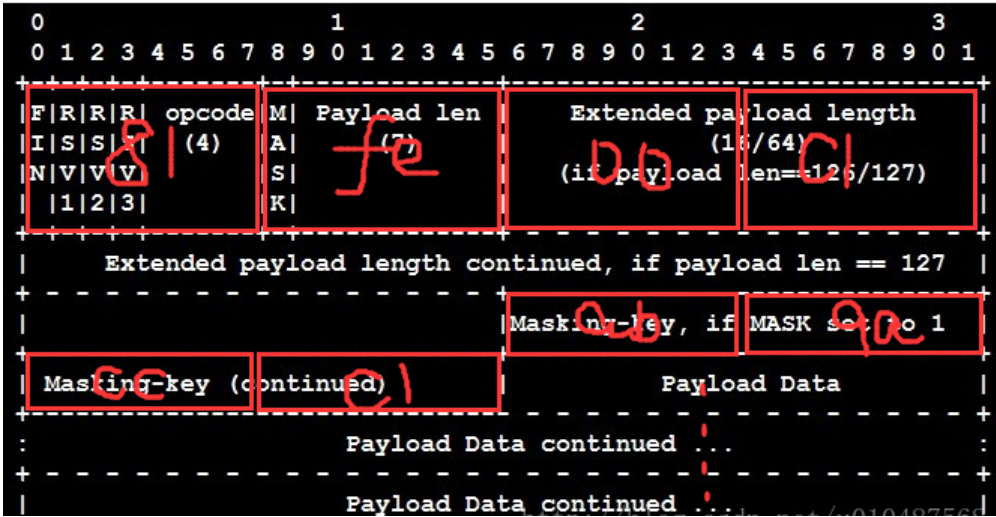 0 1 2 3
0 1 2 3 4 5 6 7 8 9 0 1 2 3 4 5 6 7 8 9 0 1 2 3 4 5 6 7 8 9 0 1
|F|R|R|R| opcode|M| Payload len | Extended payload length |
|I|S|S|S| (4) |A| (7) | (16/64) |
|N|V|V|V| |S| | (if payload len==126/127) |
| |1|2|3| |K| | |
81 fe 00 c1
| Extended payload length continued, if payload len == 127 |
| |Masking-key, if MASK set to 1 |
ab 9a
| Masking-key (continued) | Payload Data |
cc e1
: Payload Data continued ... :
| Payload Data continued ... |